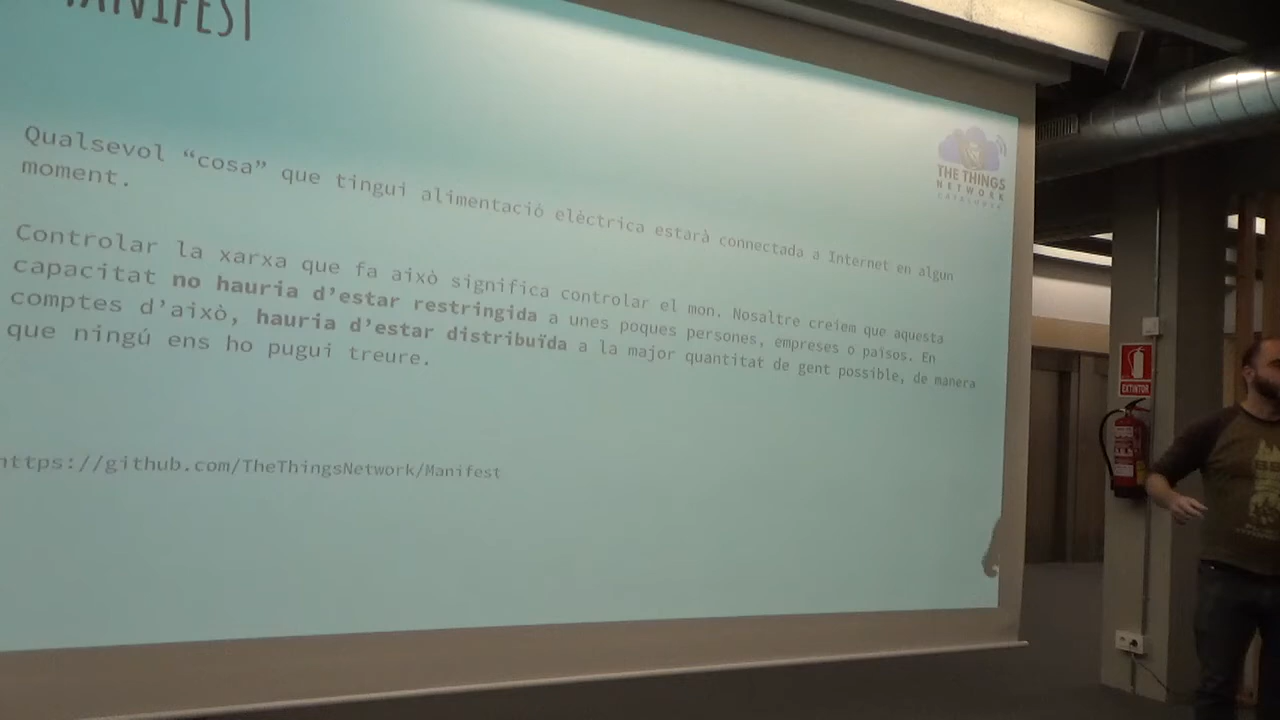 MANIFEST
Qualsevol “cosa” que tingui alimentació elèctrica estarà connectada a Internet en algun
moment.
Controlar la xarxa que fa això significa controlar el mon. Nosaltre creiem que aquesta
capacitat no hauria d’estar restringida a unes poques persones, empreses o països. En
comptes d’això, hauria d’estar distribuïda a la major quantitat de gent possible, de manera
que ningú ens ho pugui treure.
https://github.com/TheThingsNetwork/Manifest
THE THINGS
NETWORK
CATALUNYA
EXTINTOR